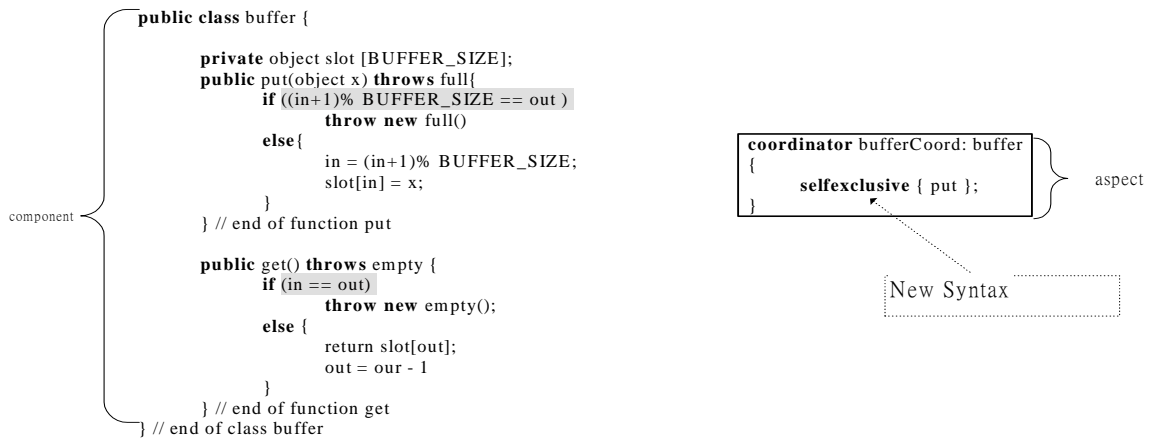 public class buffer {
private object slot [BUFFER_SIZE];
public put(object x) throws full{
if ((in+1)% BUFFER_SIZE == out )
throw new full()
else{
in = (in+1)% BUFFER_SIZE;
slot[in] = x;
}
} // end of function put
public get() throws empty {
if (in == out)
throw new empty();
else {
return slot[out];
out = our - 1
}
} // end of function get
} // end of class buffer
component
coordinator bufferCoord: buffer
{
selfexclusive { put };
}
aspect
New Syntax